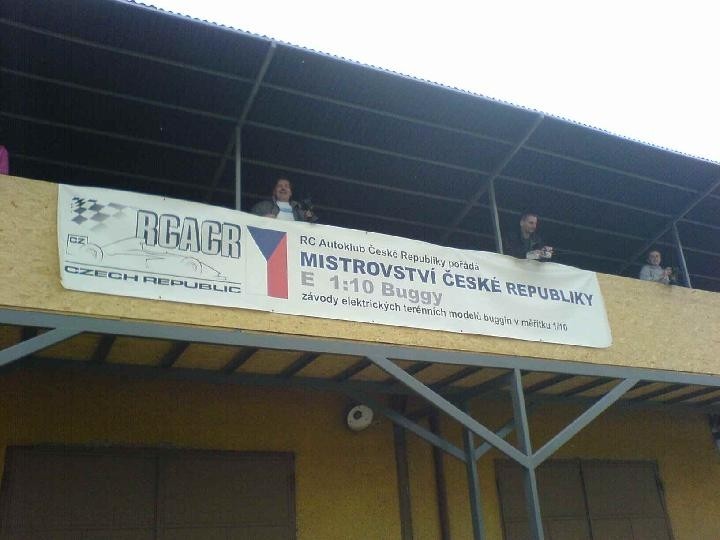 RCACR
CZ
CZECH REPUBLIC
RC Autoklub České Republiky pořádá
MISTROVSTVÍ ČESKÉ REPUBLIKY
E 1:10 Buggy
závody elektrických terénních modelů buggin v měřítku 1/10